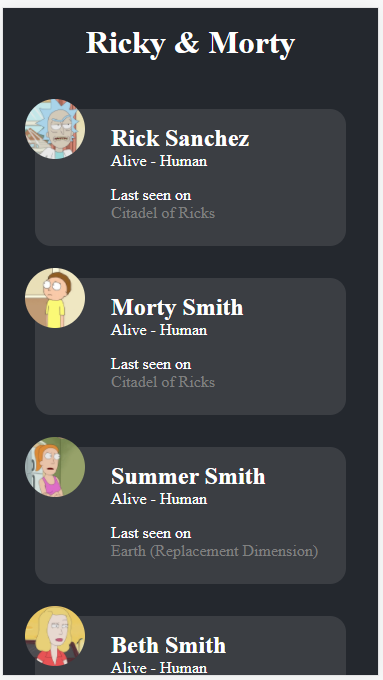 Ricky & Morty
Rick Sanchez
Alive - Human
Last seen on
Citadel of Ricks
Morty Smith
Alive - Human
Last seen on
Citadel of Ricks
Summer Smith
Alive - Human
Last seen on
Earth (Replacement Dimension)
Beth Smith
Alive - Human